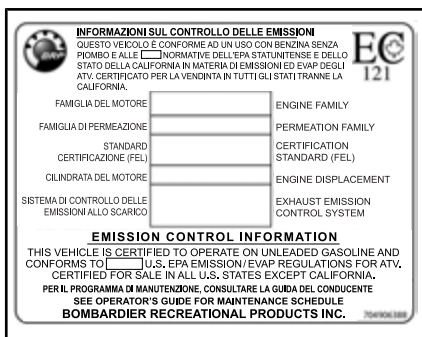 INFORMAZIONI SUL CONTROLLO DELLE EMISSIONI
QUESTO VEICOLO È CONFORME AD UN USO CON BENZINA SENZA
PIOMBO E ALLE NORMATIVE DELL'EPA STATUNITENSE E DELLO
STATO DELLA CALIFORNIA IN MATERIA DI EMISSIONI ED EVAP DEGLI
ATV. CERTIFICATO PER LA VENDINTA IN TUTTI GLI STATI TRANNE LA
CALIFORNIA.
EC
121
FAMIGLIA DEL MOTORE ENGINE FAMILY
FAMIGLIA DI PERMEAZIONE PERMEATION FAMILY
STANDARD CERTIFICATION
CERTIFICAZIONE (FEL) STANDARD (FEL)
CILINDRATA DEL MOTORE ENGINE DISPLACEMENT
SISTEMA DI CONTROLLO DELLE EXHAUST EMISSION
EMISSIONI ALLO SCARICO CONTROL SYSTEM
EMISSION CONTROL INFORMATION
THIS VEHICLE IS CERTIFIED TO OPERATE ON UNLEADED GASOLINE AND
CONFORMS TO U.S. EPA EMISSION/EVAP REGULATIONS FOR ATV.
CERTIFIED FOR SALE IN ALL U.S. STATES EXCEPT CALIFORNIA.
PER IL PROGRAMMA DI MANUTENZIONE, CONSULTARE LA GUIDA DEL CONDUCENTE
SEE OPERATOR'S GUIDE FOR MAINTENANCE SCHEDULE
BOMBARDIER RECREATIONAL PRODUCTS INC. 704906388